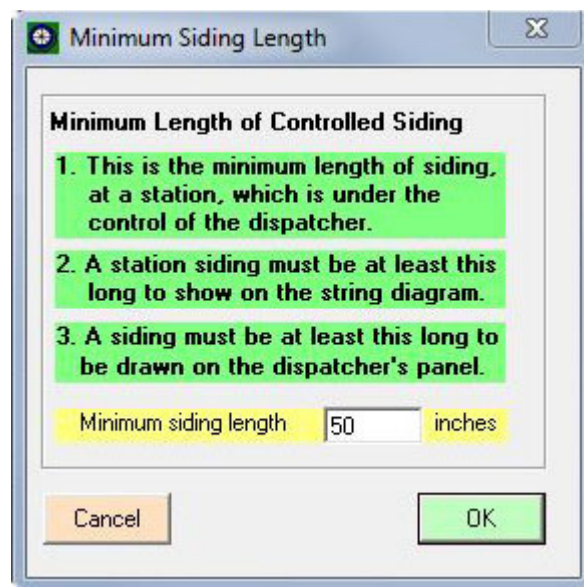 Minimum Siding Length
Minimum Length of Controlled Siding
1. This is the minimum length of siding,
at a station, which is under the
control of the dispatcher.
2. A station siding must be at least this
long to show on the string diagram.
3. A siding must be at least this long to
be drawn on the dispatcher's panel.
Minimum siding length 50 inches
Cancel OK